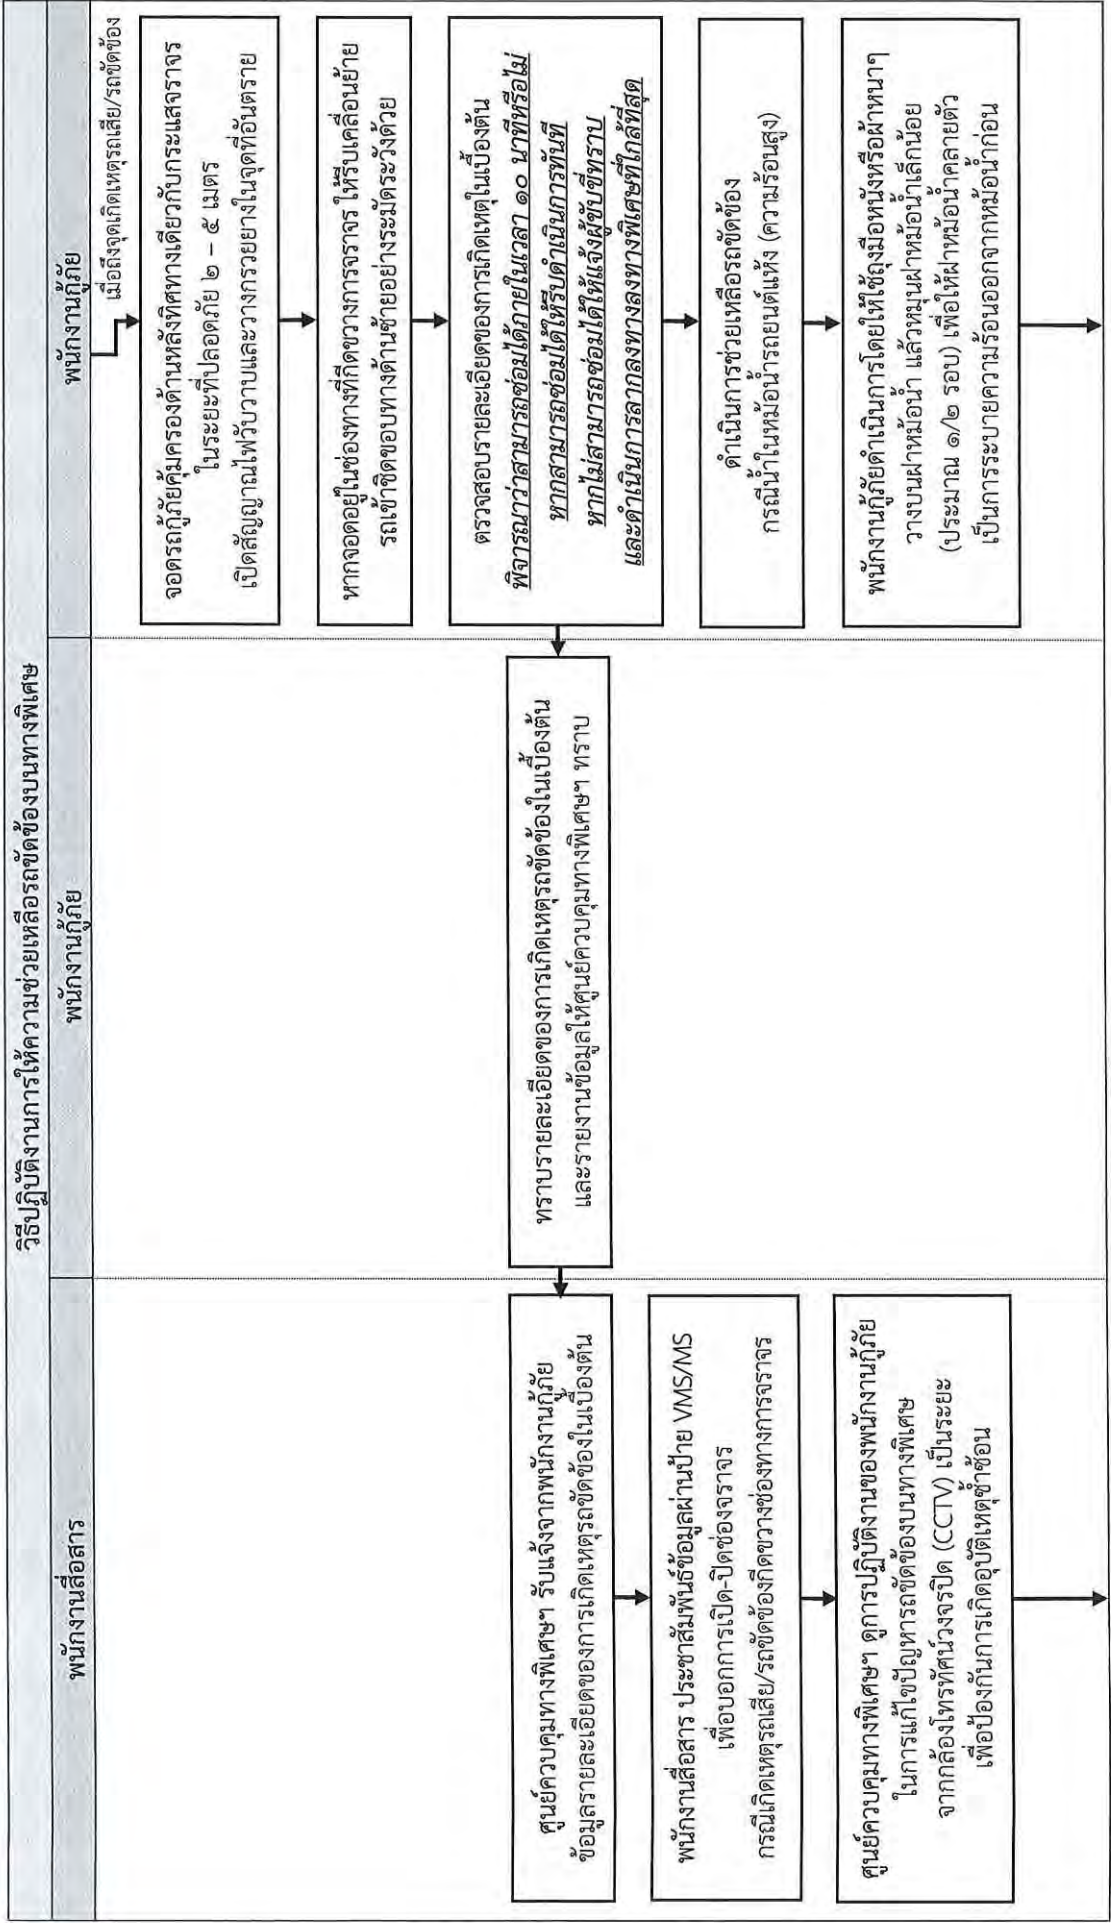 วิธีปฏิบัติงานการให้ความช่วยเหลือรถขัดข้องบนทางพิเศษ
พนักงานสื่อสาร
พนักงานกู้ภัย
พนักงานกู้ภัย
ศูนย์ควบคุมทางพิเศษฯ รับแจ้งจากพนักงานกู้ภัย
ข้อมูลรายละเอียดของการเกิดเหตุรถขัดข้องในเบื้องต้น
พนักงานสื่อสาร ประชาสัมพันธ์ข้อมูลผ่านป้าย VMS/MS
เพื่อบอกการเปิด-ปิดช่องจราจร
กรณีเกิดเหตุรถเสีย/รถขัดข้องกีดขวางช่องทางการจราจร
ศูนย์ควบคุมทางพิเศษฯ ดูการปฏิบัติงานของพนักงานกู้ภัย
ในการแก้ไขปัญหารถขัดข้องบนทางพิเศษ
จากกล้องโทรทัศน์วงจรปิด (CCTV) เป็นระยะ
เพื่อป้องกันการเกิดอุบัติเหตุซ้ำซ้อน
ทราบรายละเอียดของการเกิดเหตุรถขัดข้องในเบื้องต้น
และรายงานข้อมูลให้ศูนย์ควบคุมทางพิเศษฯ ทราบ
เมื่อถึงจุดเกิดเหตุรถเสีย/รถขัดข้อง
จอดรถกู้ภัยคุ้มครองด้านหลังทิศทางเดียวกับกระแสจราจร
ในระยะที่ปลอดภัย ๒ – ๕ เมตร
เปิดสัญญาณไฟวับวาบและวางกรวยยางในจุดที่อันตราย
หากจอดอยู่ในช่องทางที่กีดขวางการจราจร ให้รีบเคลื่อนย้าย
รถเข้าชิดขอบทางด้านซ้ายอย่างระมัดระวังด้วย
ตรวจสอบรายละเอียดของการเกิดเหตุในเบื้องต้น
พิจารณาว่าสามารถซ่อมได้ภายในเวลา ๑๐ นาทีหรือไม่
หากสามารถซ่อมได้ให้รีบดำเนินการทันที
หากไม่สามารถซ่อมได้ให้แจ้งผู้ขับขี่ทราบ
และดำเนินการลากลงทางลงทางพิเศษที่ใกล้ที่สุด
ดำเนินการช่วยเหลือรถขัดข้อง
กรณีน้ำในหม้อน้ำรถยนต์แห้ง (ความร้อนสูง)
พนักงานกู้ภัยดำเนินการโดยให้ใช้ถุงมือหนังหรือผ้าหนาๆ
วางบนฝาหม้อน้ำ แล้วหมุนฝาหม้อน้ำเล็กน้อย
(ประมาณ ๑/๒ รอบ) เพื่อให้ฝาหม้อน้ำคลายตัว
เป็นการระบายความร้อนออกจากหม้อน้ำก่อน